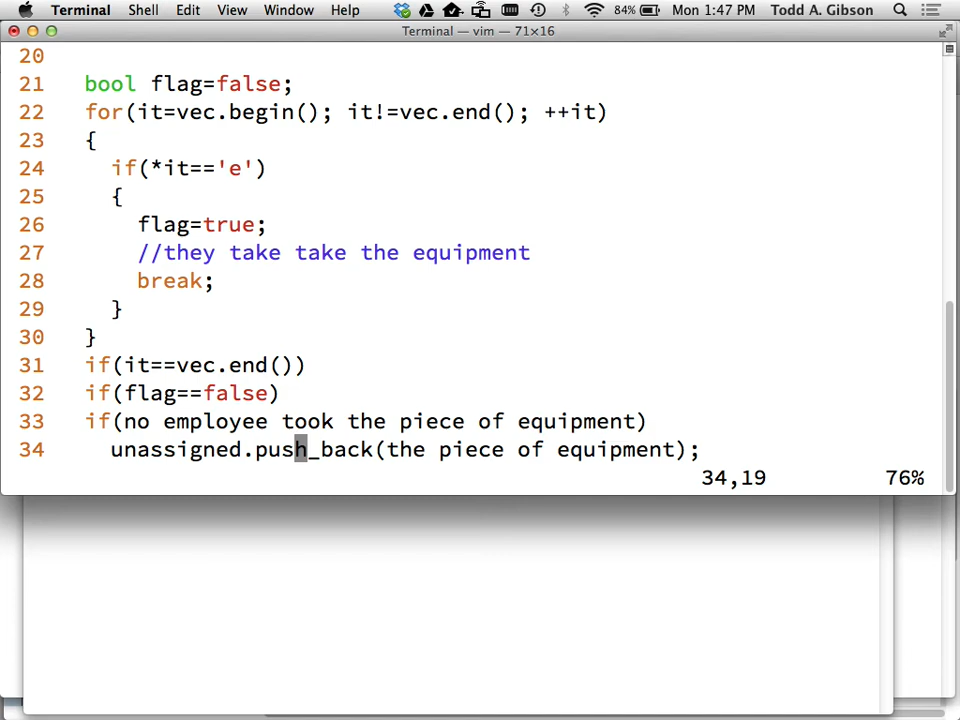 Terminal Shell Edit View Window Help 84% Mon 1:47 PM Todd A. Gibson
Terminal — vim — 71×16
20
21 bool flag=false;
22 for(it=vec.begin(); it!=vec.end(); ++it)
23 {
24 if(*it=='e')
25 {
26 flag=true;
27 //they take take the equipment
28 break;
29 }
30 }
31 if(it==vec.end())
32 if(flag==false)
33 if(no employee took the piece of equipment)
34 unassigned.push_back(the piece of equipment);
34,19 76%